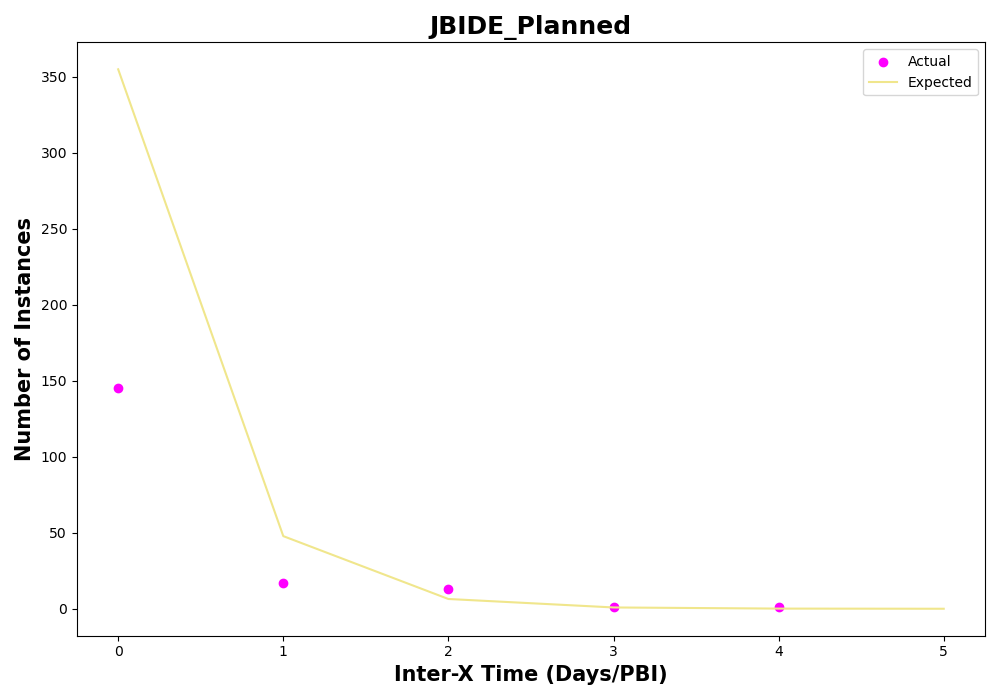 JBIDE_Planned
Actual
Expected
350
300
250
200
150
100
50
0
Number of Instances
0 1 2 3 4 5
Inter-X Time (Days/PBI)